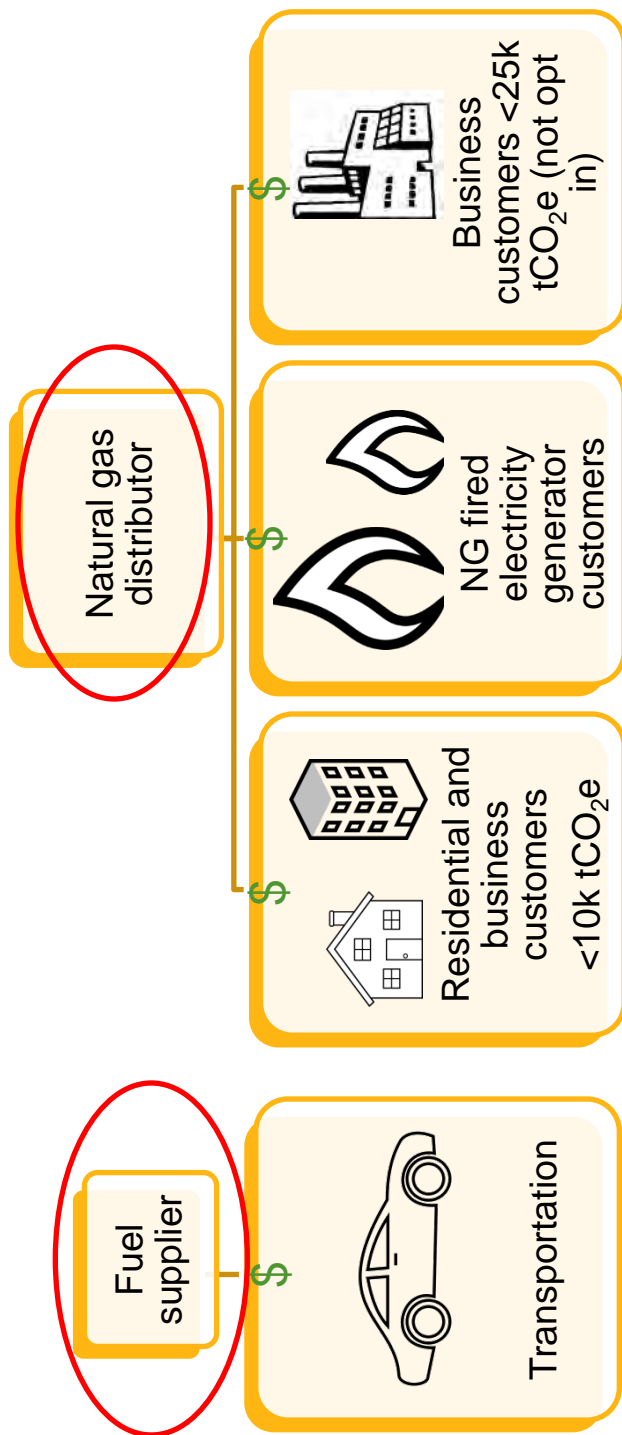 Fuel
supplier
$
Transportation
Natural gas
distributor
$
Residential and
business
customers
<10k tCO₂e
$
NG fired
electricity
generator
customers
$
Business
customers <25k
tCO₂e (not opt
in)